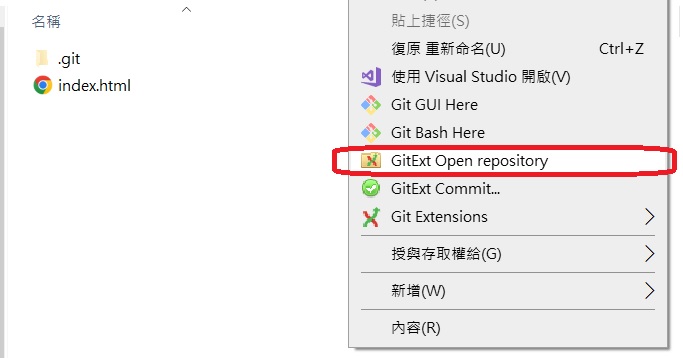 名稱
.git
index.html
貼上捷徑(S)
復原 重新命名(U) Ctrl+Z
使用 Visual Studio 開啟(V)
Git GUI Here
Git Bash Here
GitExt Open repository
GitExt Commit...
Git Extensions
授與存取權給(G)
新增(W)
內容(R)